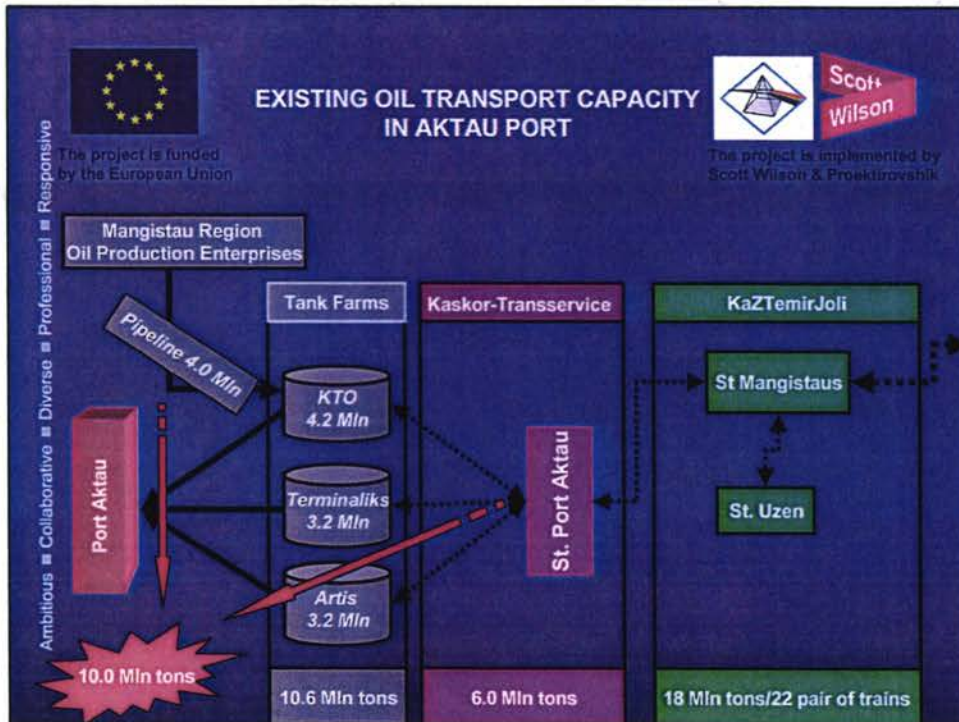 EXISTING OIL TRANSPORT CAPACITY
IN AKTAU PORT
Scott
Wilson
The project is funded
by the European Union
The project is implemented by
Scott Wilson & Proektirovshik
Ambitious ■ Collaborative ■ Diverse ■ Professional ■ Responsive
Mangistau Region
Oil Production Enterprises
Pipeline 4.0 Mln
Tank Farms
Kaskor-Transservice
KaZTemirJoli
KTO
4.2 Mln
Terminaliks
3.2 Mln
Artis
3.2 Mln
Port Aktau
St. Port Aktau
St Mangistaus
St. Uzen
10.0 Mln tons
10.6 Mln tons
6.0 Mln tons
18 Mln tons/22 pair of trains